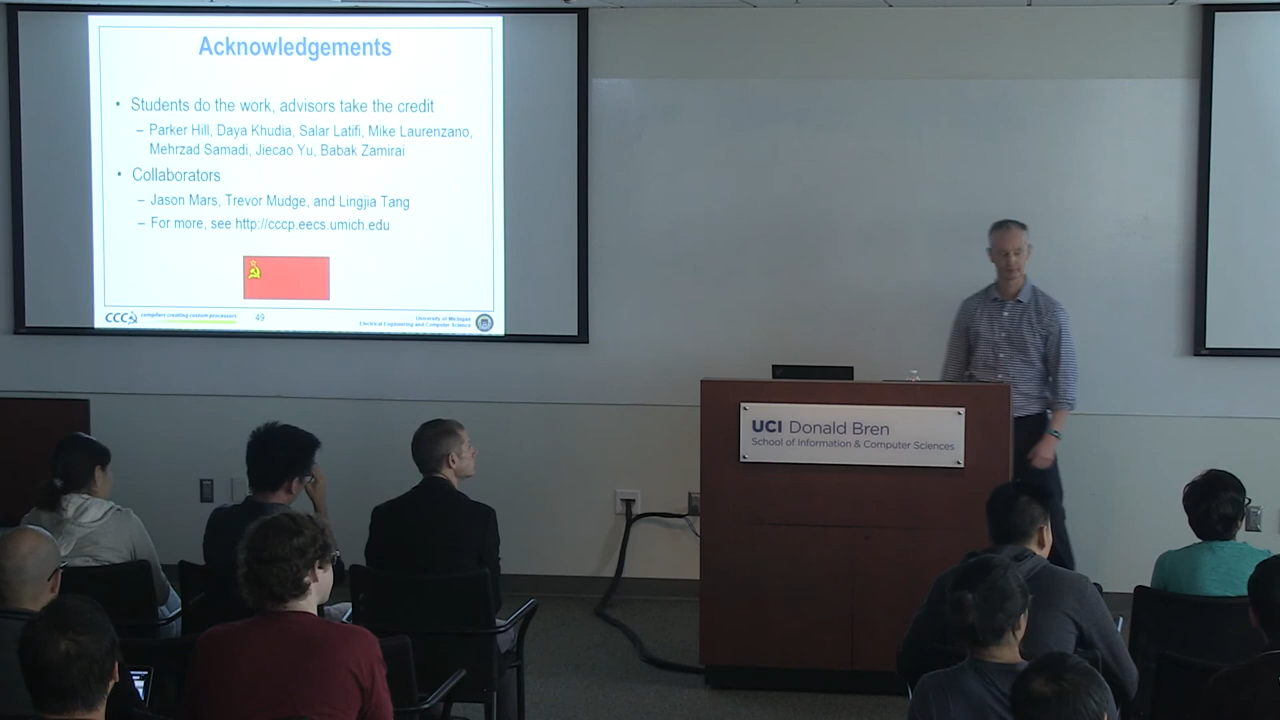 Acknowledgements
• Students do the work, advisors take the credit
– Parker Hill, Daya Khudia, Salar Latifi, Mike Laurenzano,
Mehrzad Samadi, Jiecao Yu, Babak Zamirai
• Collaborators
– Jason Mars, Trevor Mudge, and Lingjia Tang
– For more, see http://cccp.eecs.umich.edu
CCC
compilers creating custom processors
49
University of Michigan
Electrical Engineering and Computer Science
UCI Donald Bren
School of Information & Computer Sciences